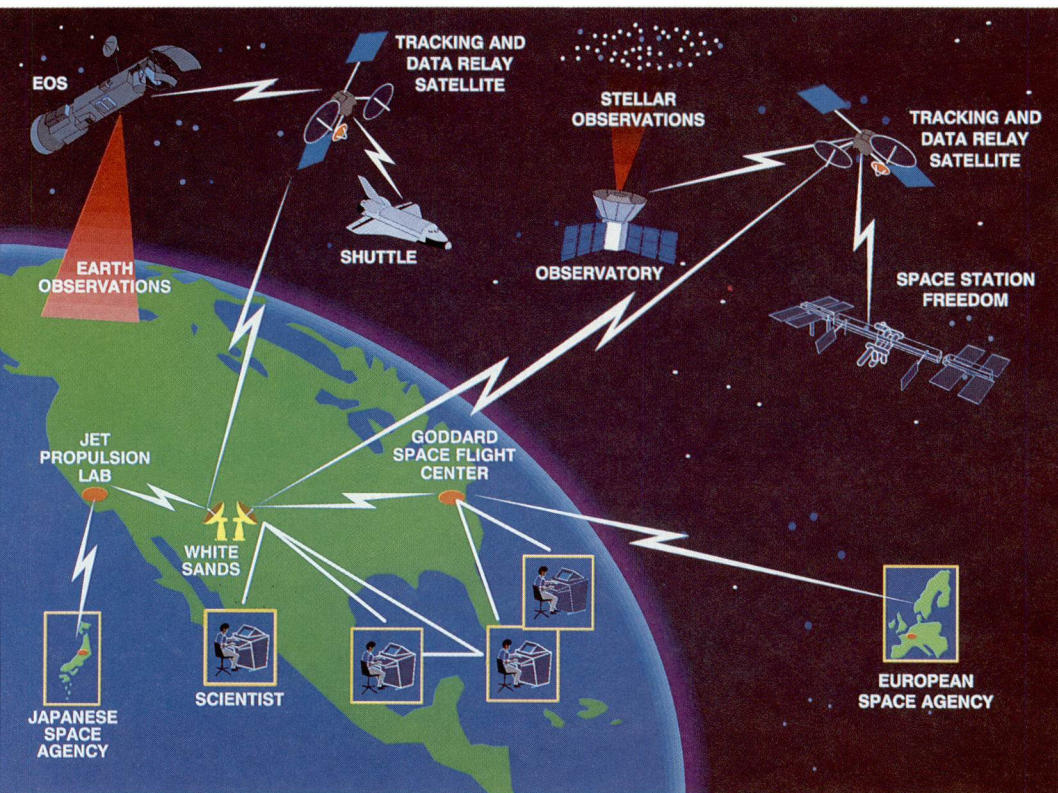 EOS
TRACKING AND
DATA RELAY
SATELLITE
STELLAR
OBSERVATIONS
TRACKING AND
DATA RELAY
SATELLITE
SHUTTLE
OBSERVATORY
EARTH
OBSERVATIONS
SPACE STATION
FREEDOM
JET
PROPULSION
LAB
GODDARD
SPACE FLIGHT
CENTER
WHITE
SANDS
SCIENTIST
JAPANESE
SPACE
AGENCY
EUROPEAN
SPACE AGENCY